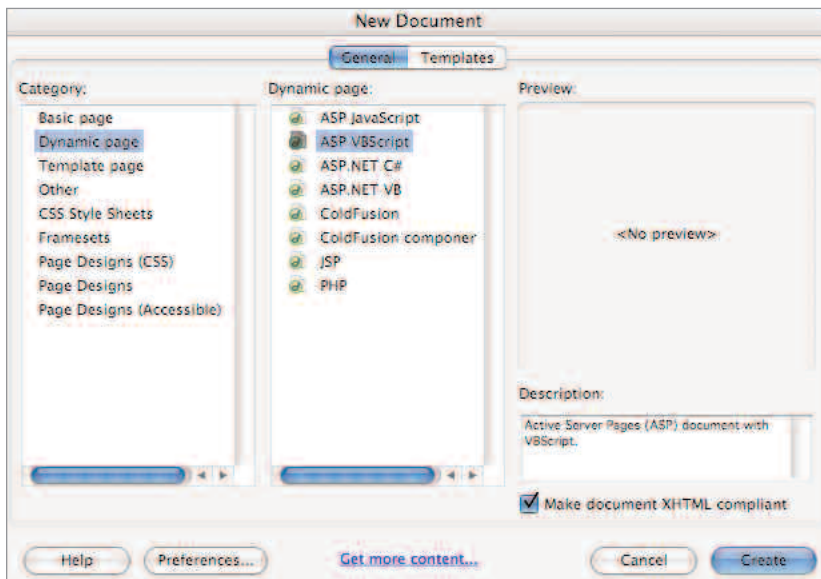 New Document
General Templates
Category:
Basic page
Dynamic page
Template page
Other
CSS Style Sheets
Framesets
Page Designs (CSS)
Page Designs
Page Designs (Accessible)
Dynamic page:
ASP JavaScript
ASP VBScript
ASP.NET C#
ASP.NET VB
ColdFusion
ColdFusion componer
JSP
PHP
Preview:
<No preview>
Description:
Active Server Pages (ASP) document with
VBScript.
Make document XHTML compliant
Help Preferences... Get more content... Cancel Create